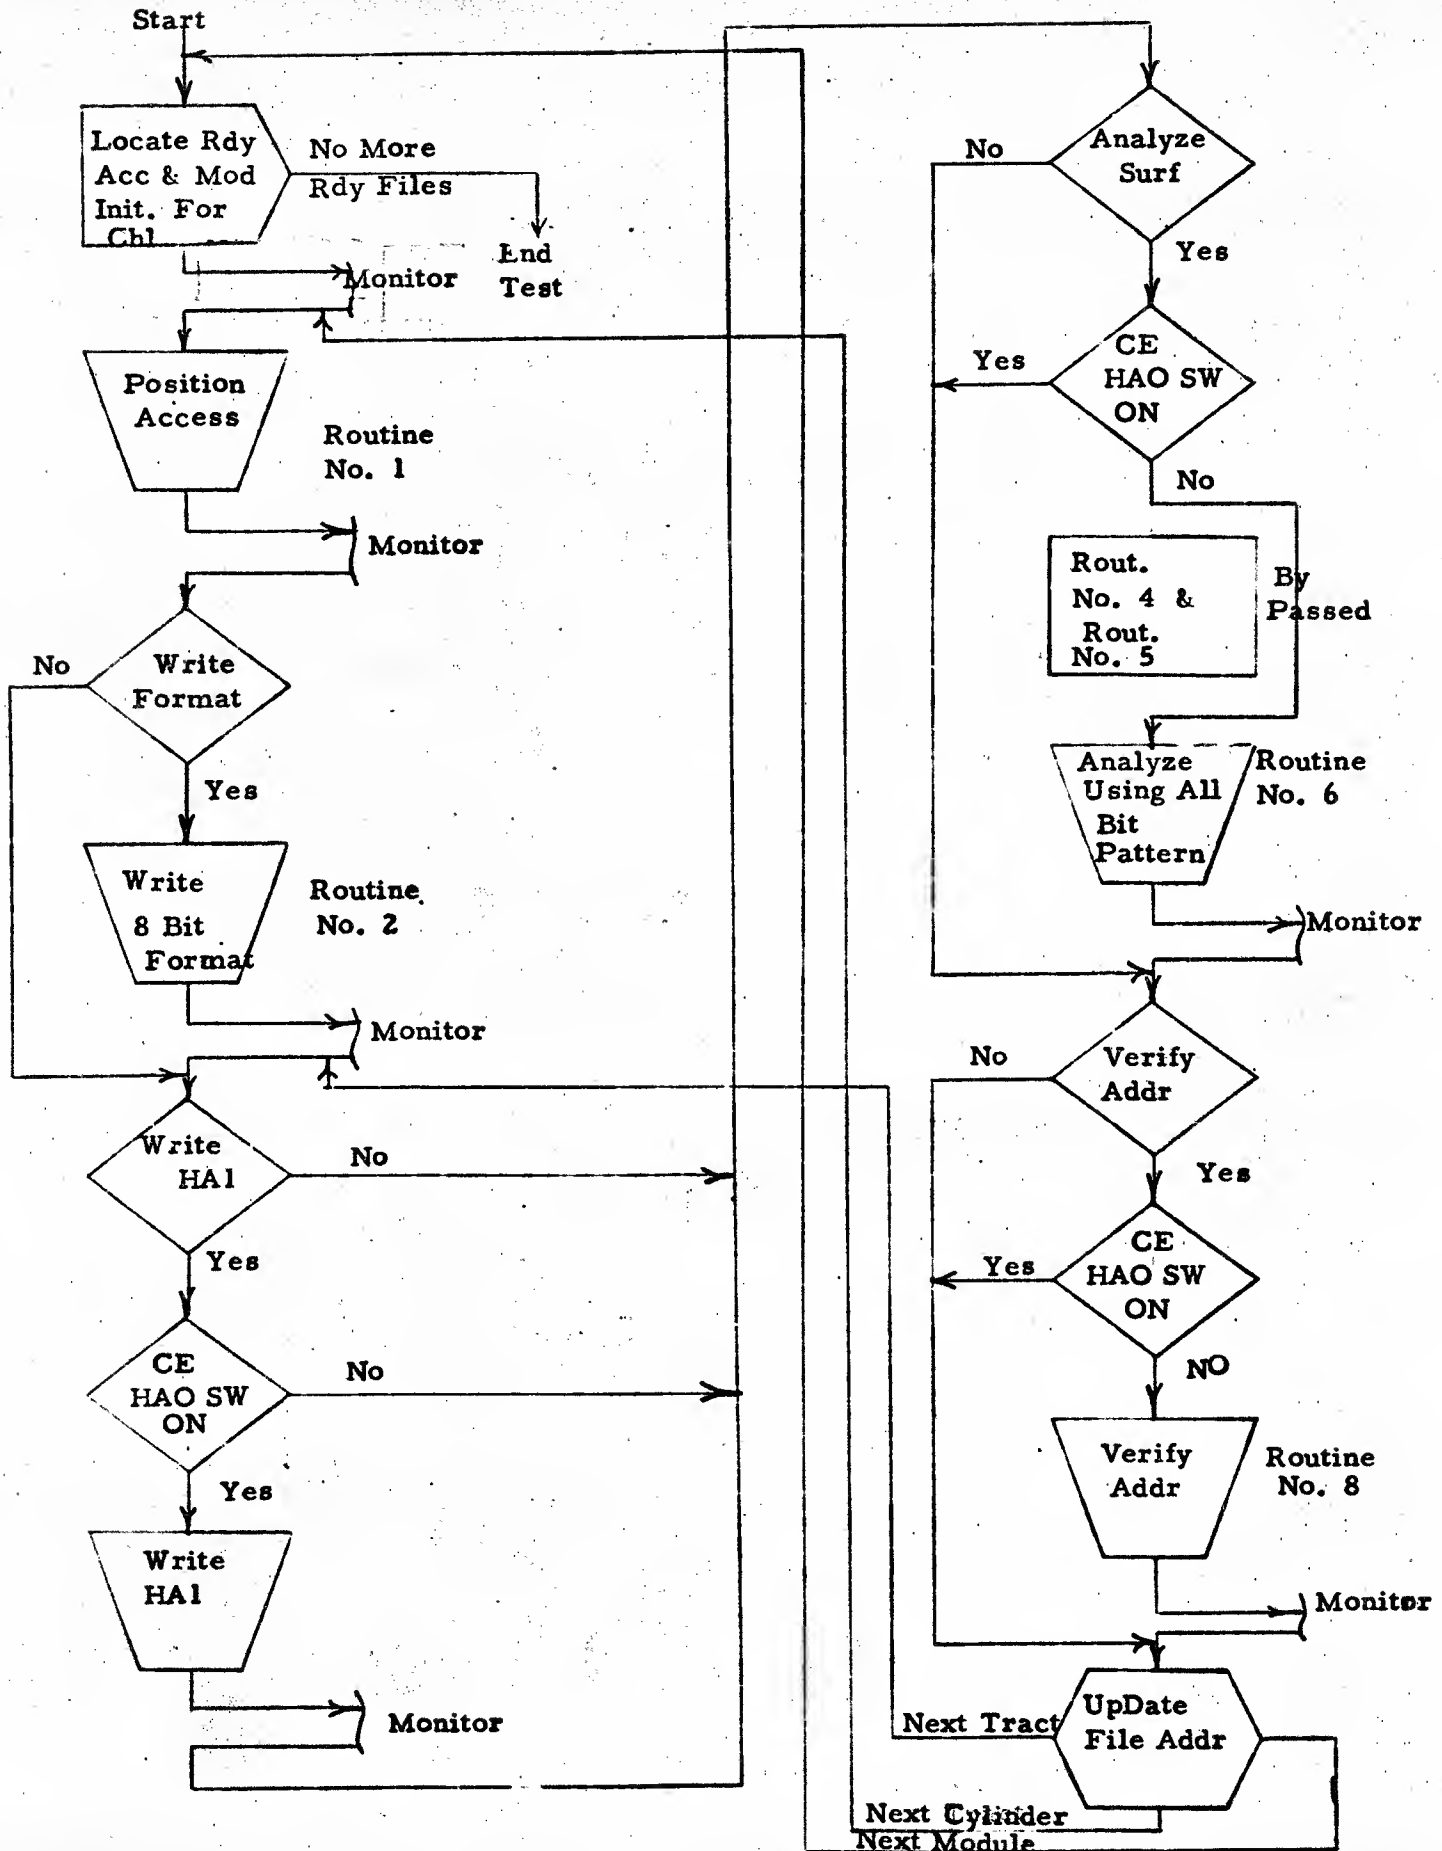 Start
Locate Rdy
Acc & Mod
Init. For
Chl
No More
Rdy Files
End
Test
Monitor
Position
Access
Routine
No. 1
Monitor
Write
Format
No
Yes
Write
8 Bit
Format
Routine
No. 2
Monitor
Write
HA1
No
Yes
CE
HAO SW
ON
No
Yes
Write
HA1
Monitor
Analyze
Surf
No
Yes
CE
HAO SW
ON
Yes
No
Rout.
No. 4 &
Rout.
No. 5
By
Passed
Analyze
Using All
Bit
Pattern
Routine
No. 6
Monitor
Verify
Addr
No
Yes
CE
HAO SW
ON
Yes
NO
Verify
Addr
Routine
No. 8
Monitor
UpDate
File Addr
Next Tract
Next Cylinder
Next Module